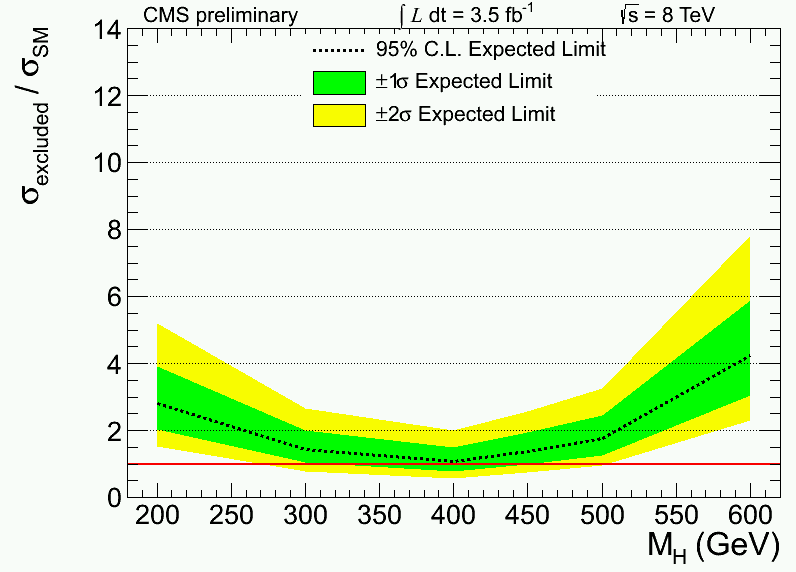 CMS preliminary ∫ L dt = 3.5 fb⁻¹ √s = 8 TeV
95% C.L. Expected Limit
±1σ Expected Limit
±2σ Expected Limit
σexcluded / σSM
14
12
10
8
6
4
2
0
200 250 300 350 400 450 500 550 600
MH (GeV)